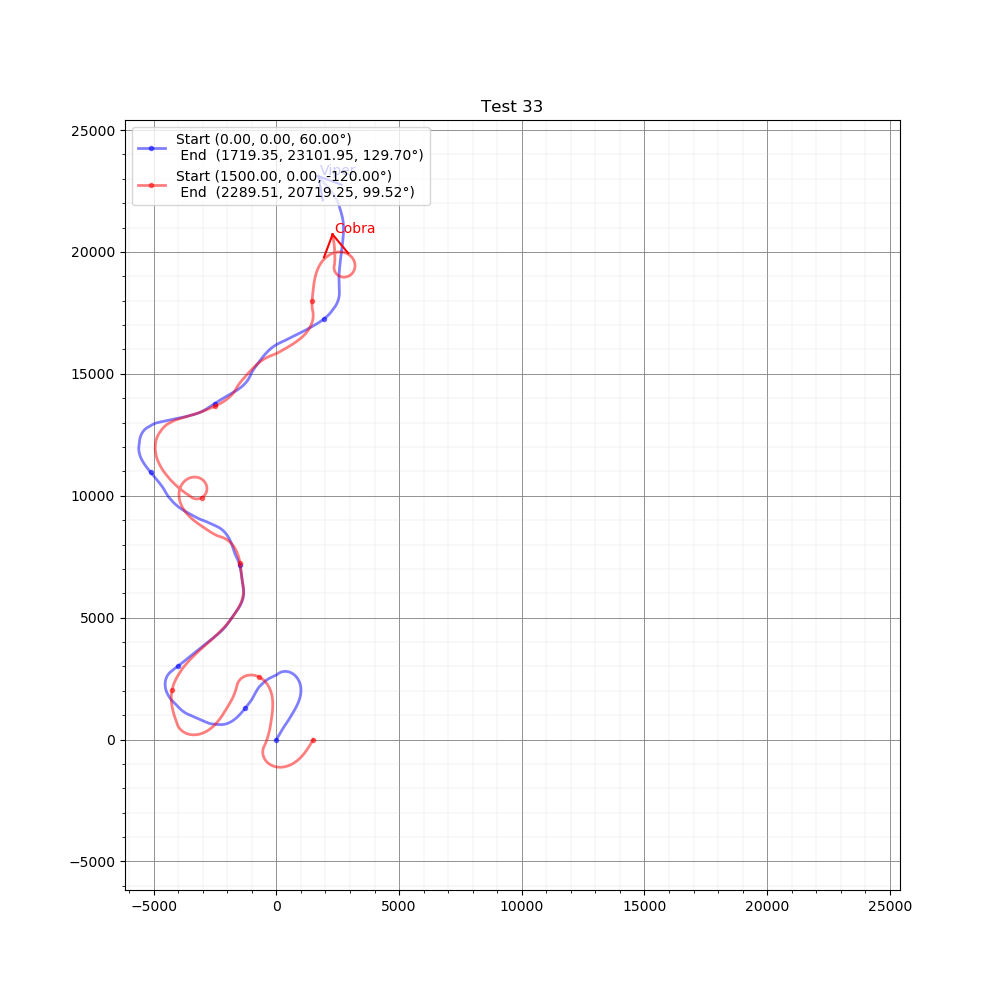 Test 33
Start (0.00, 0.00, 60.00°)
End (1719.35, 23101.95, 129.70°)
Start (1500.00, 0.00, -120.00°)
End (2289.51, 20719.25, 99.52°)
Viper
Cobra
25000
20000
15000
10000
5000
0
−5000
−5000
0
5000
10000
15000
20000
25000